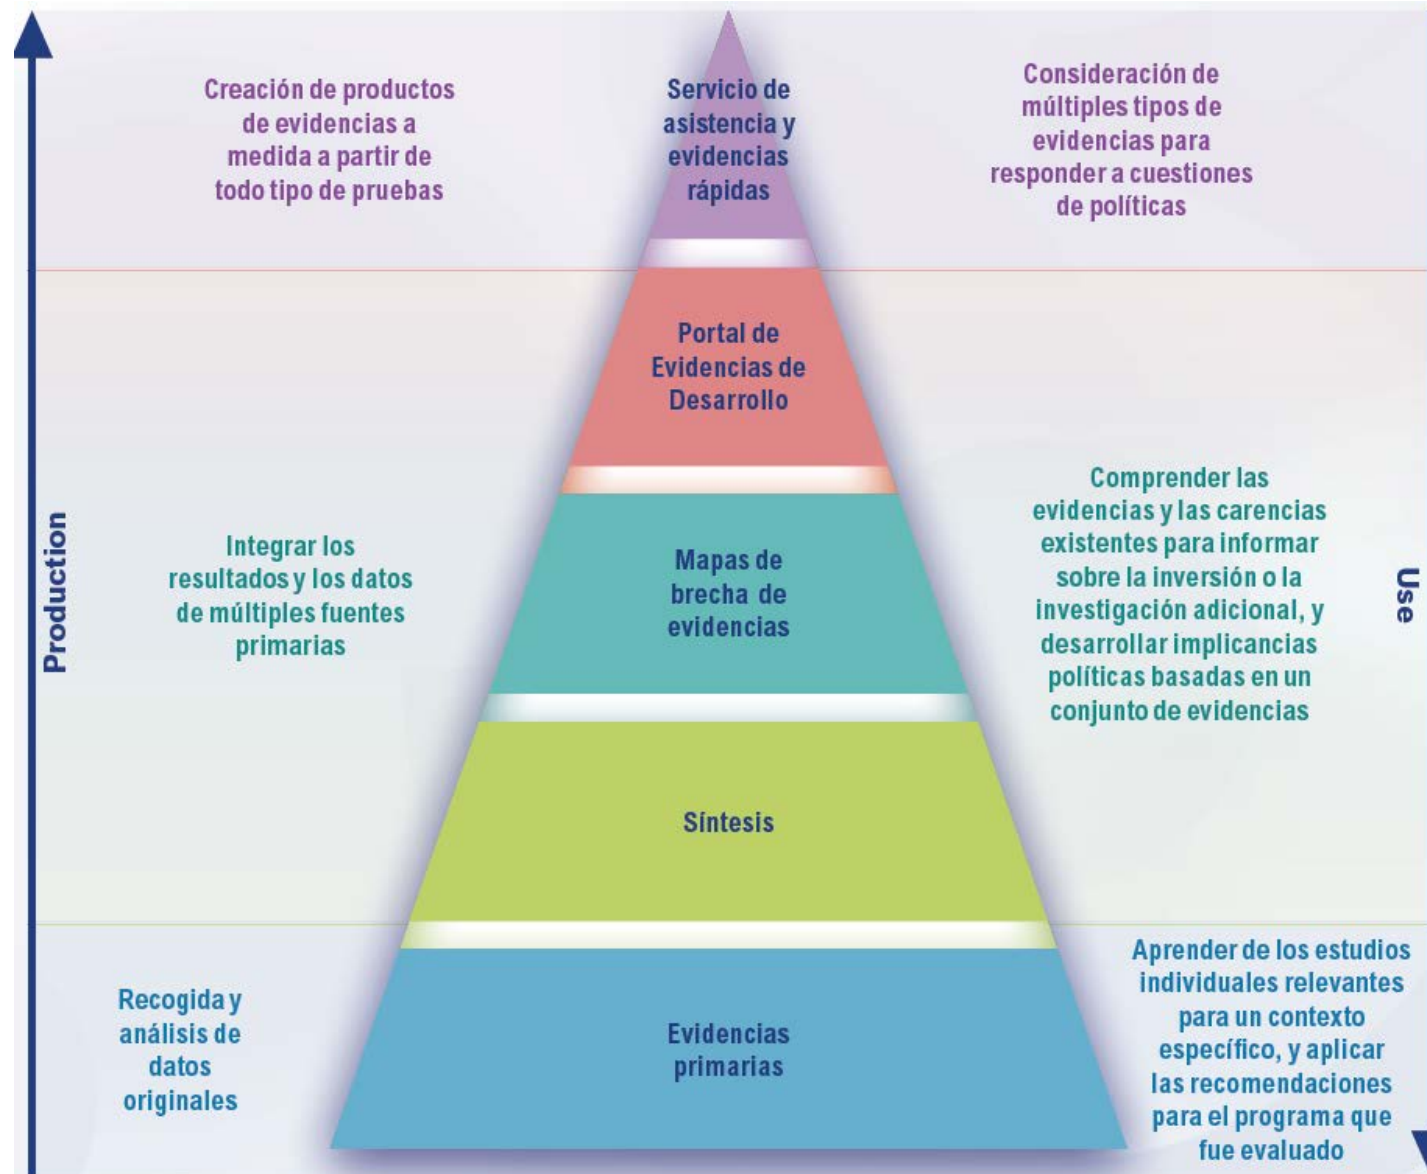 Creación de productos
de evidencias a
medida a partir de
todo tipo de pruebas
Servicio de
asistencia y
evidencias
rápidas
Consideración de
múltiples tipos de
evidencias para
responder a cuestiones
de políticas
Portal de
Evidencias de
Desarrollo
Production
Integrar los
resultados y los datos
de múltiples fuentes
primarias
Mapas de
brecha de
evidencias
Comprender las
evidencias y las carencias
existentes para informar
sobre la inversión o la
investigación adicional, y
desarrollar implicancias
políticas basadas en un
conjunto de evidencias
Use
Síntesis
Recogida y
análisis de
datos
originales
Evidencias
primarias
Aprender de los estudios
individuales relevantes
para un contexto
específico, y aplicar
las recomendaciones
para el programa que
fue evaluado